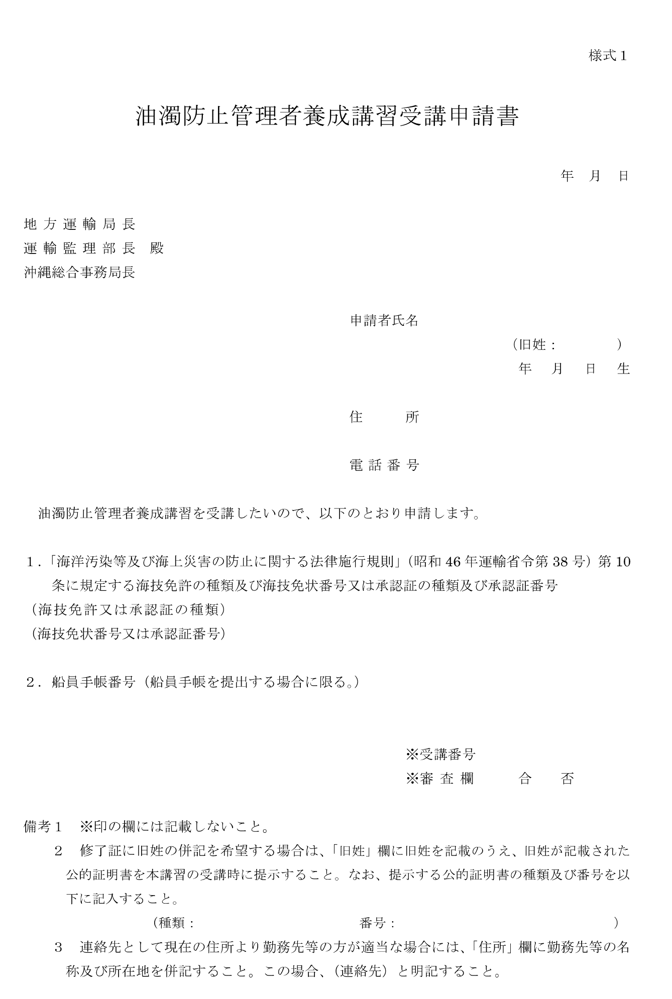 様式１
油濁防止管理者養成講習受講申請書
年　月　日
地 方 運 輸 局 長
運 輸 監 理 部 長　殿
沖縄総合事務局長
申請者氏名
（旧姓：　　　　）
年　月　日　生
住　　　所
電 話 番 号
油濁防止管理者養成講習を受講したいので、以下のとおり申請します。
１．「海洋汚染等及び海上災害の防止に関する法律施行規則」（昭和 46 年運輸省令第 38 号）第 10
条に規定する海技免許の種類及び海技免状番号又は承認証の種類及び承認証番号
（海技免許又は承認証の種類）
（海技免状番号又は承認証番号）
２．船員手帳番号（船員手帳を提出する場合に限る。）
※受講番号
※審 査 欄　　　合　　否
備考１　※印の欄には記載しないこと。
２　修了証に旧姓の併記を希望する場合は、「旧姓」欄に旧姓を記載のうえ、旧姓が記載された
公的証明書を本講習の受講時に提示すること。なお、提示する公的証明書の種類及び番号を以
下に記入すること。
（種類：　　　　　　　　　　　　番号：　　　　　　　　　　　　　　　）
３　連絡先として現在の住所より勤務先等の方が適当な場合には、「住所」欄に勤務先等の名
称及び所在地を併記すること。この場合、（連絡先）と明記すること。